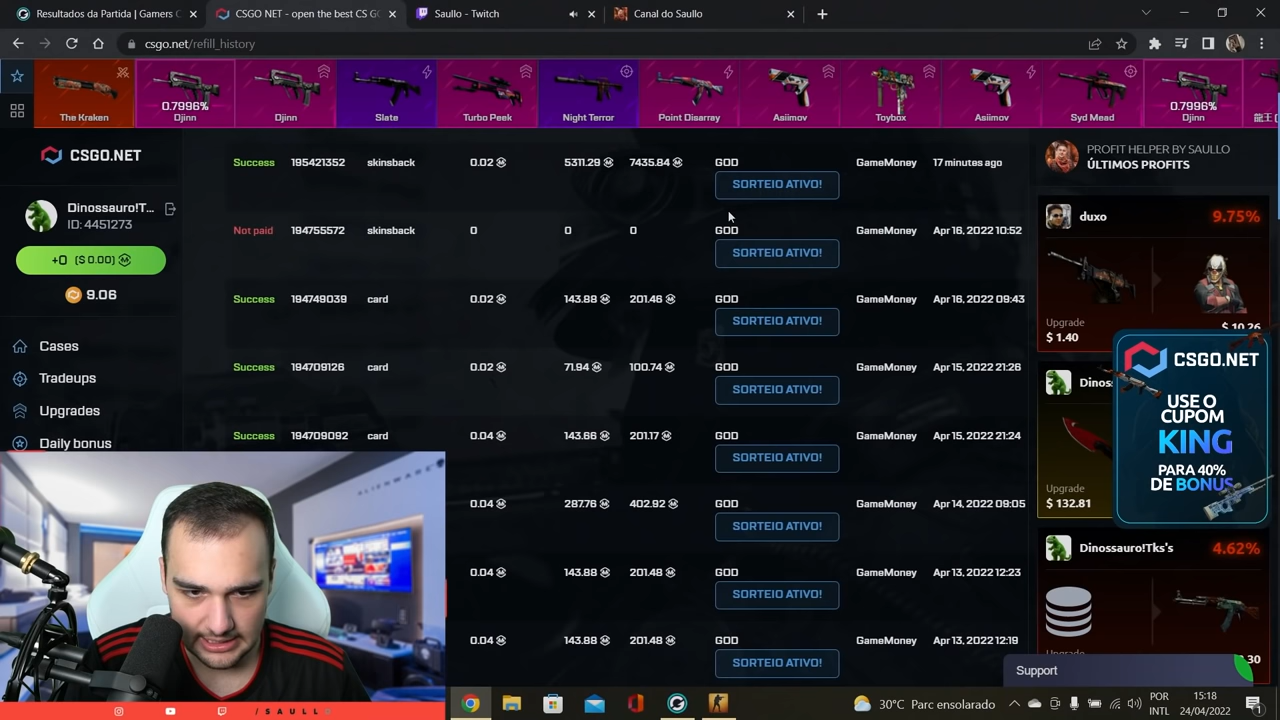 Resultados da Partida | Gamers C
CSGO NET - open the best CS GO
Saullo - Twitch
Canal do Saullo
csgo.net/refill_history
The Kraken
0.7996%
Djinn
Djinn
Slate
Turbo Peek
Night Terror
Point Disarray
Asiimov
Toybox
Asiimov
Syd Mead
0.7996%
Djinn
龍王 (
CSGO.NET
Dinossauro!T...
ID: 4451273
+0 ($ 0.00)
9.06
Cases
Tradeups
Upgrades
Daily bonus
Success 195421352 skinsback 0.02 5311.29 7435.84 GOD GameMoney 17 minutes ago
SORTEIO ATIVO!
Not paid 194755572 skinsback 0 0 0 GOD GameMoney Apr 16, 2022 10:52
SORTEIO ATIVO!
Success 194749039 card 0.02 143.88 201.46 GOD GameMoney Apr 16, 2022 09:43
SORTEIO ATIVO!
Success 194709126 card 0.02 71.94 100.74 GOD GameMoney Apr 15, 2022 21:26
SORTEIO ATIVO!
Success 194709092 card 0.04 143.66 201.17 GOD GameMoney Apr 15, 2022 21:24
SORTEIO ATIVO!
0.04 287.76 402.92 GOD GameMoney Apr 14, 2022 09:05
SORTEIO ATIVO!
0.04 143.88 201.48 GOD GameMoney Apr 13, 2022 12:23
SORTEIO ATIVO!
0.04 143.88 201.48 GOD GameMoney Apr 13, 2022 12:19
SORTEIO ATIVO!
PROFIT HELPER BY SAULLO
ÚLTIMOS PROFITS
duxo 9.75%
Upgrade
$ 1.40
$ 10.26
Dinos
Upgrade
$ 132.81
CSGO.NET
USE O
CUPOM
KING
PARA 40%
DE BONUS
Dinossauro!Tks's 4.62%
Upgrade
.30
Support
ALIENWARE
/SAULL
30°C Parc ensolarado
POR
INTL
15:18
24/04/2022